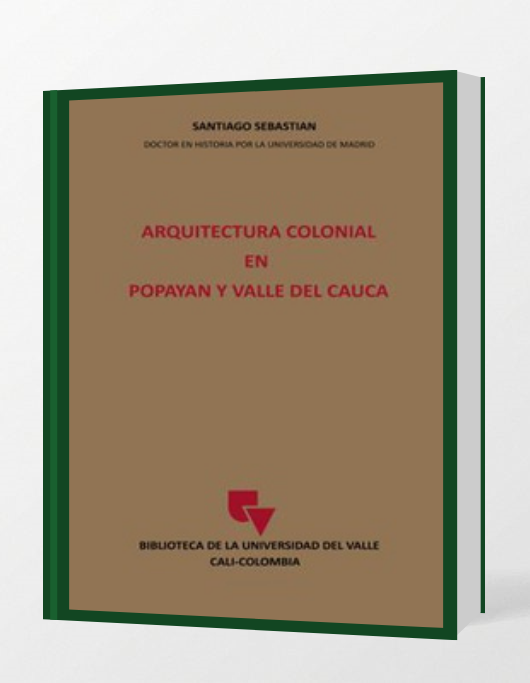 SANTIAGO SEBASTIAN
DOCTOR EN HISTORIA POR LA UNIVERSIDAD DE MADRID
ARQUITECTURA COLONIAL
EN
POPAYAN Y VALLE DEL CAUCA
BIBLIOTECA DE LA UNIVERSIDAD DEL VALLE
CALI-COLOMBIA